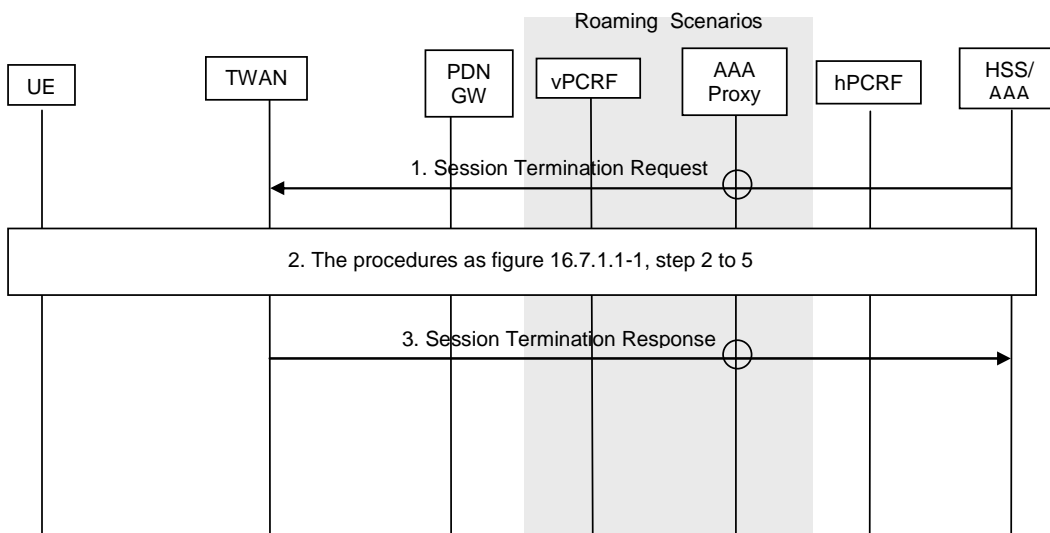 Roaming Scenarios
UE
TWAN
PDN
GW
vPCRF
AAA
Proxy
hPCRF
HSS/
AAA
1. Session Termination Request
2. The procedures as figure 16.7.1.1-1, step 2 to 5
3. Session Termination Response